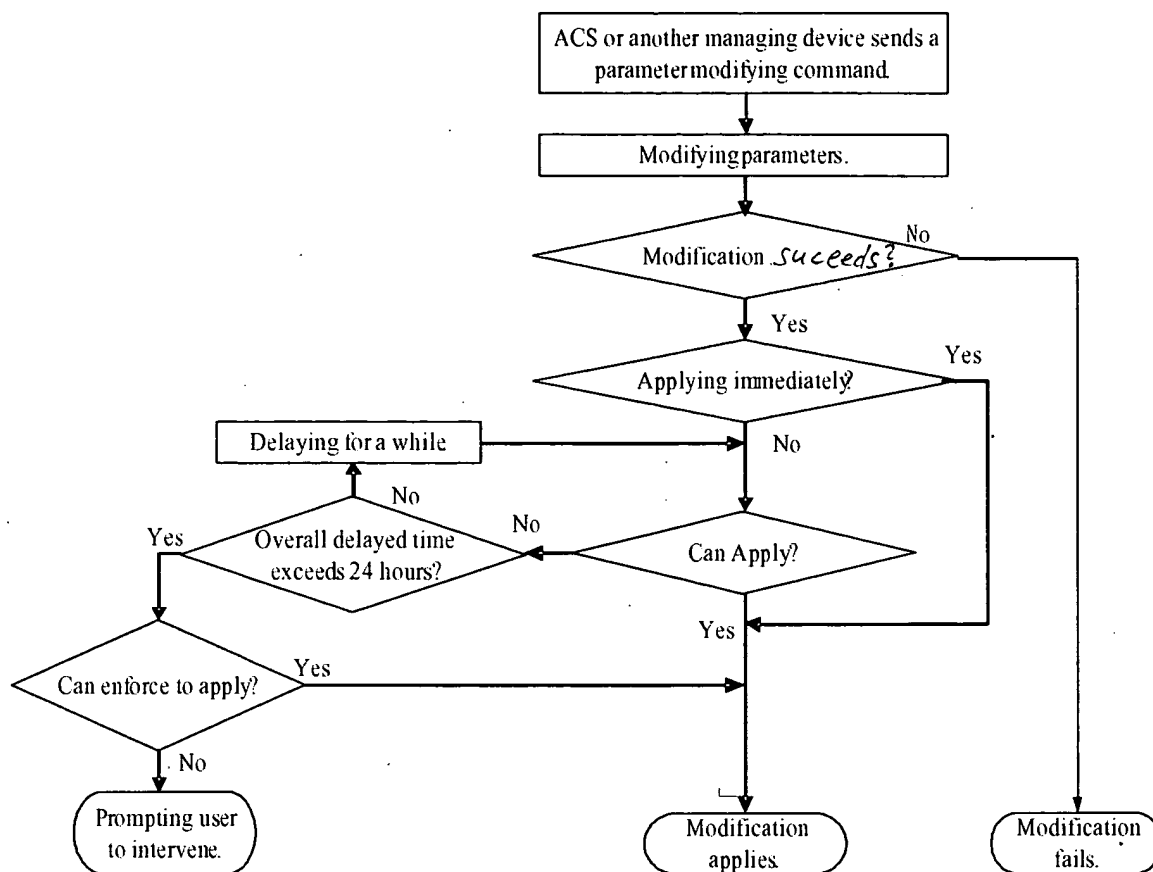 ACS or another managing device sends a
parameter modifying command.
Modifying parameters.
No
Modification suceeds?
Yes
Yes
Applying immediately?
Delaying for a while
No
No
Yes
No
Overall delayed time
exceeds 24 hours?
Can Apply?
Yes
Yes
Can enforce to apply?
No
Prompting user
to intervene.
Modification
applies.
Modification
fails.